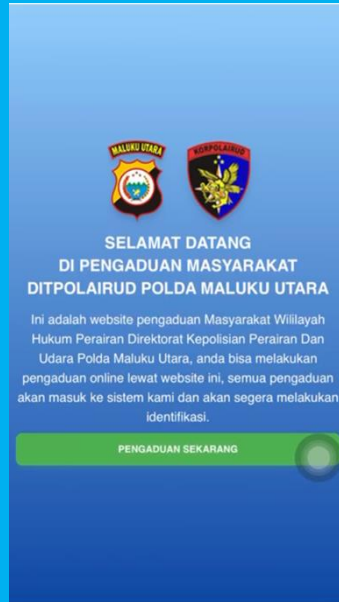 MALUKU UTARA
KORPOLAIRUD
SELAMAT DATANG
DI PENGADUAN MASYARAKAT
DITPOLAIRUD POLDA MALUKU UTARA
Ini adalah website pengaduan Masyarakat Wililayah
Hukum Perairan Direktorat Kepolisian Perairan Dan
Udara Polda Maluku Utara, anda bisa melakukan
pengaduan online lewat website ini, semua pengaduan
akan masuk ke sistem kami dan akan segera melakukan
identifikasi.
PENGADUAN SEKARANG